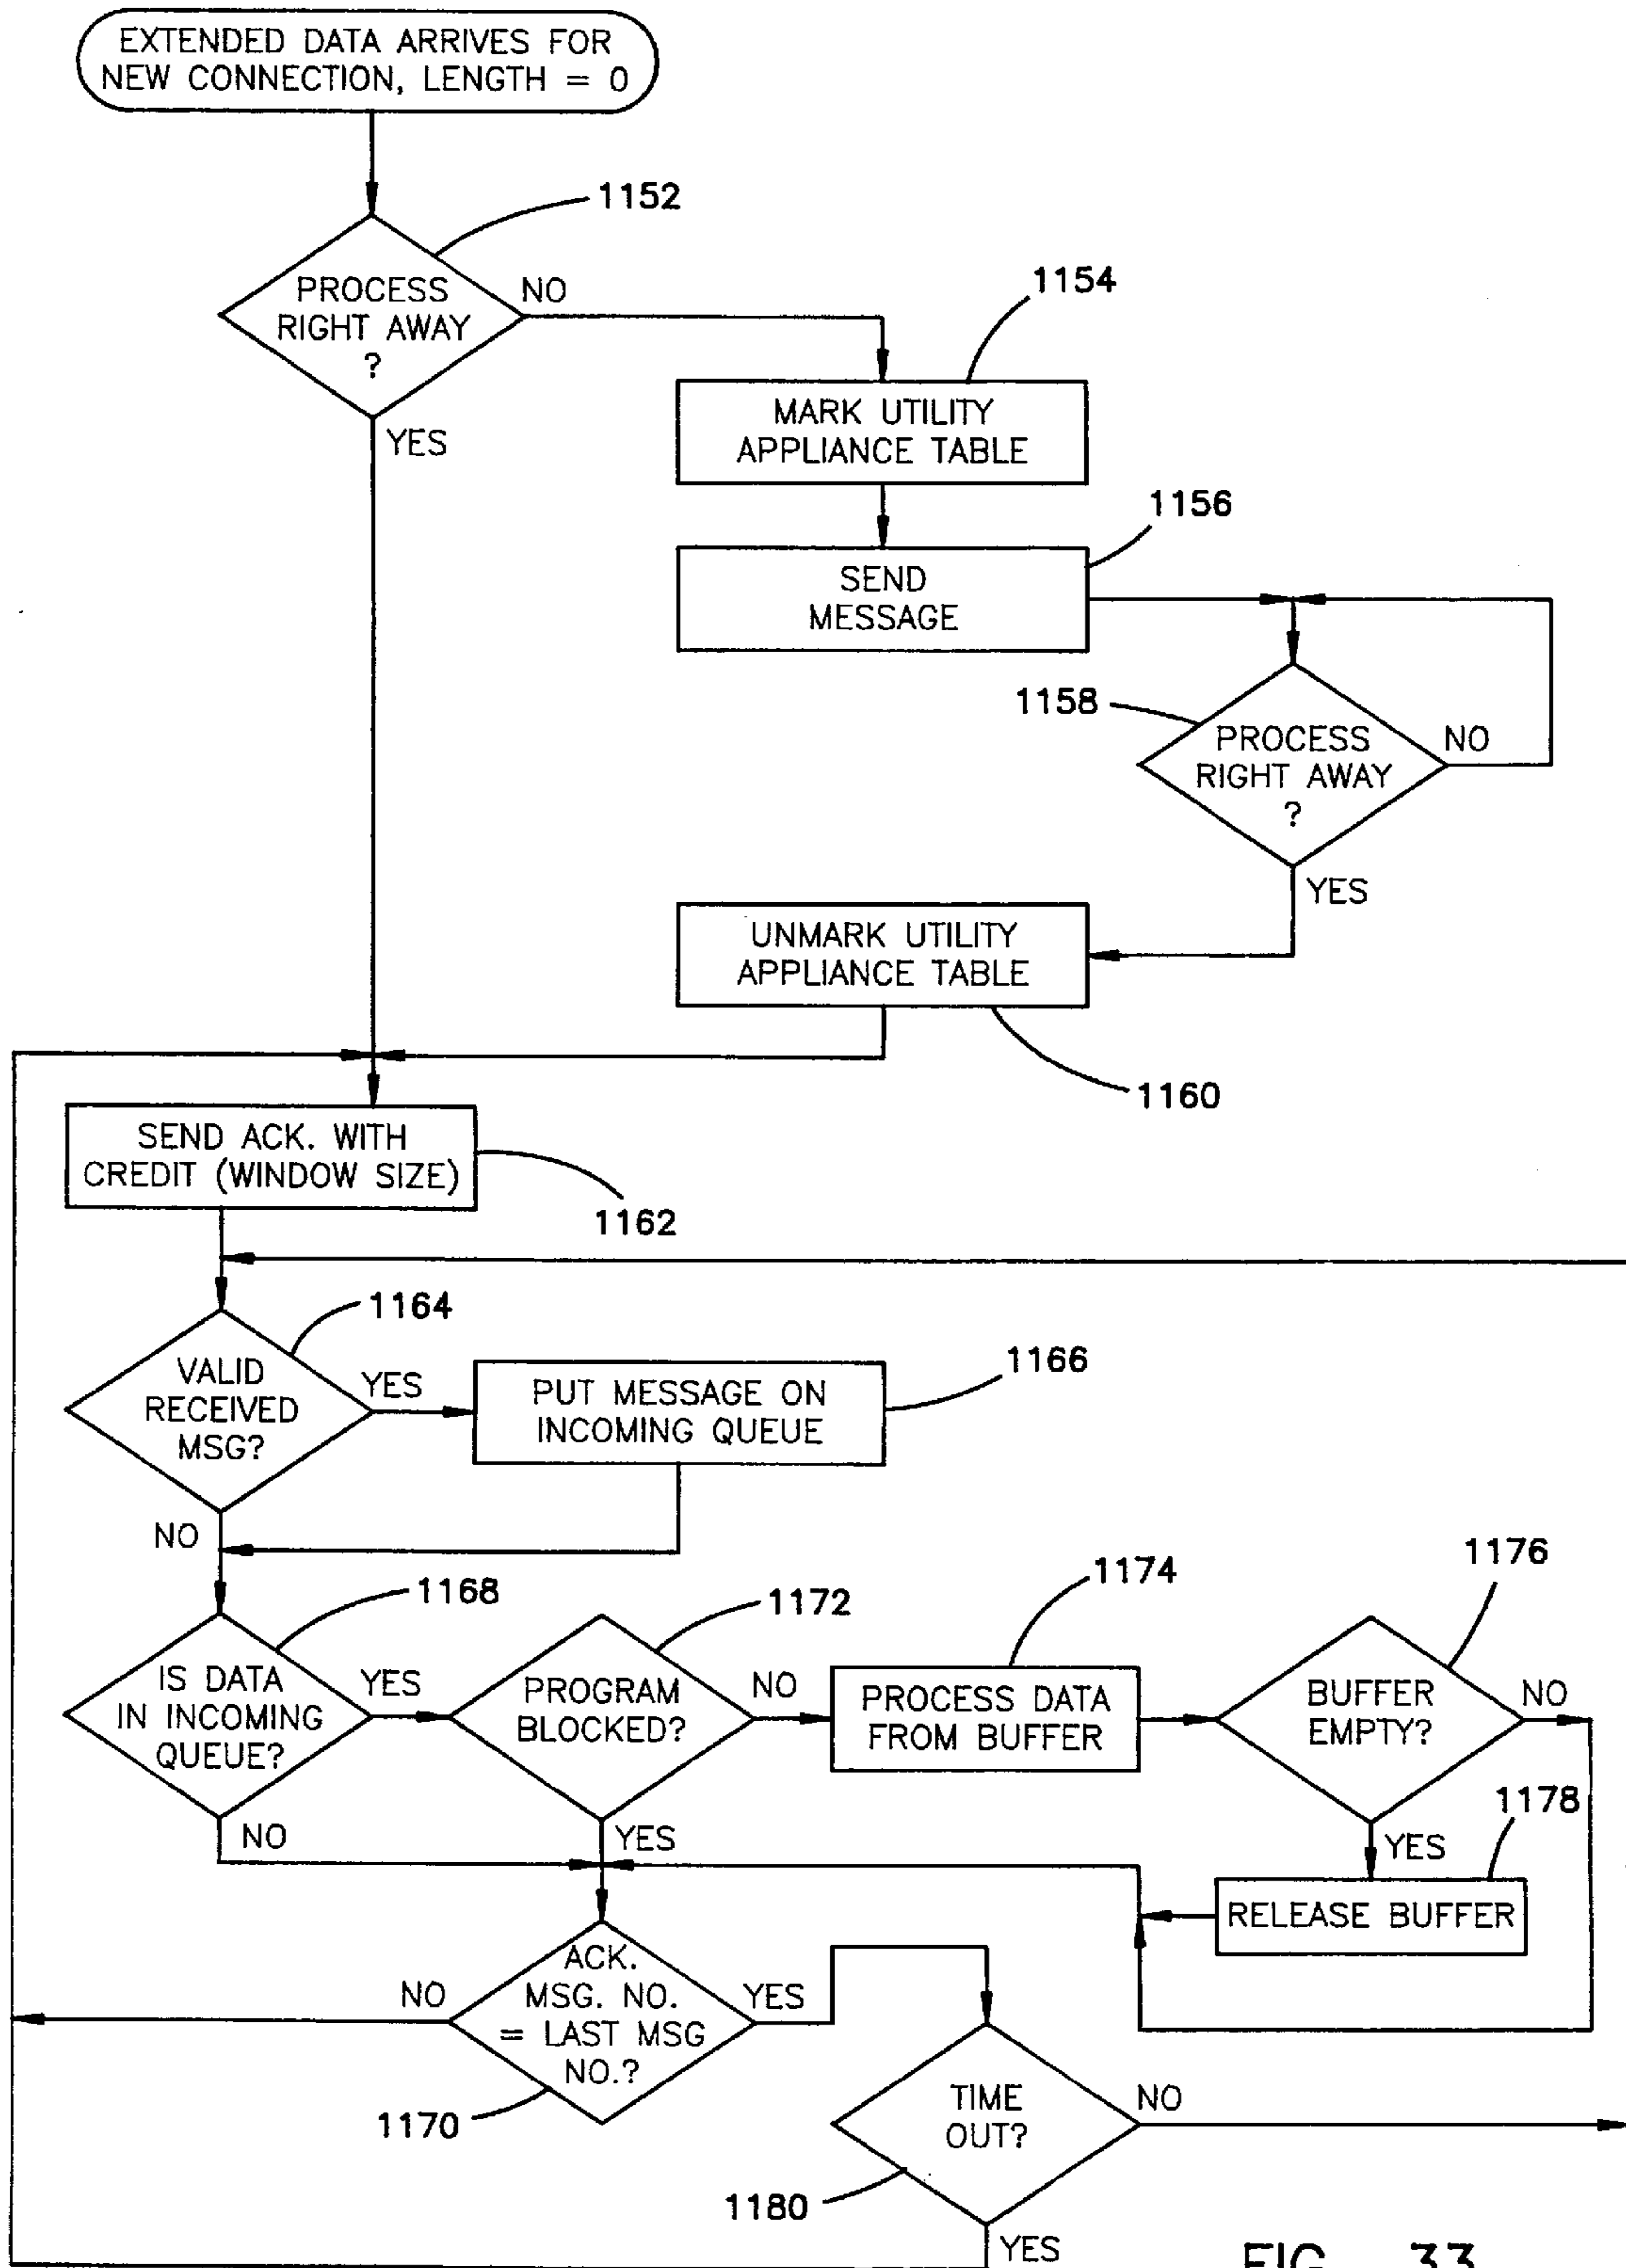 EXTENDED DATA ARRIVES FOR
NEW CONNECTION, LENGTH = 0
1152
PROCESS
RIGHT AWAY
?
NO
YES
1154
MARK UTILITY
APPLIANCE TABLE
1156
SEND
MESSAGE
1158
PROCESS
RIGHT AWAY
?
NO
YES
UNMARK UTILITY
APPLIANCE TABLE
1160
SEND ACK. WITH
CREDIT (WINDOW SIZE)
1162
1164
VALID
RECEIVED
MSG?
YES
NO
1166
PUT MESSAGE ON
INCOMING QUEUE
1168
IS DATA
IN INCOMING
QUEUE?
YES
NO
1172
PROGRAM
BLOCKED?
NO
YES
1174
PROCESS DATA
FROM BUFFER
1176
BUFFER
EMPTY?
NO
YES
1178
RELEASE BUFFER
ACK.
MSG. NO.
= LAST MSG
NO.?
NO
YES
1170
TIME
OUT?
NO
1180
YES
FIG. 33